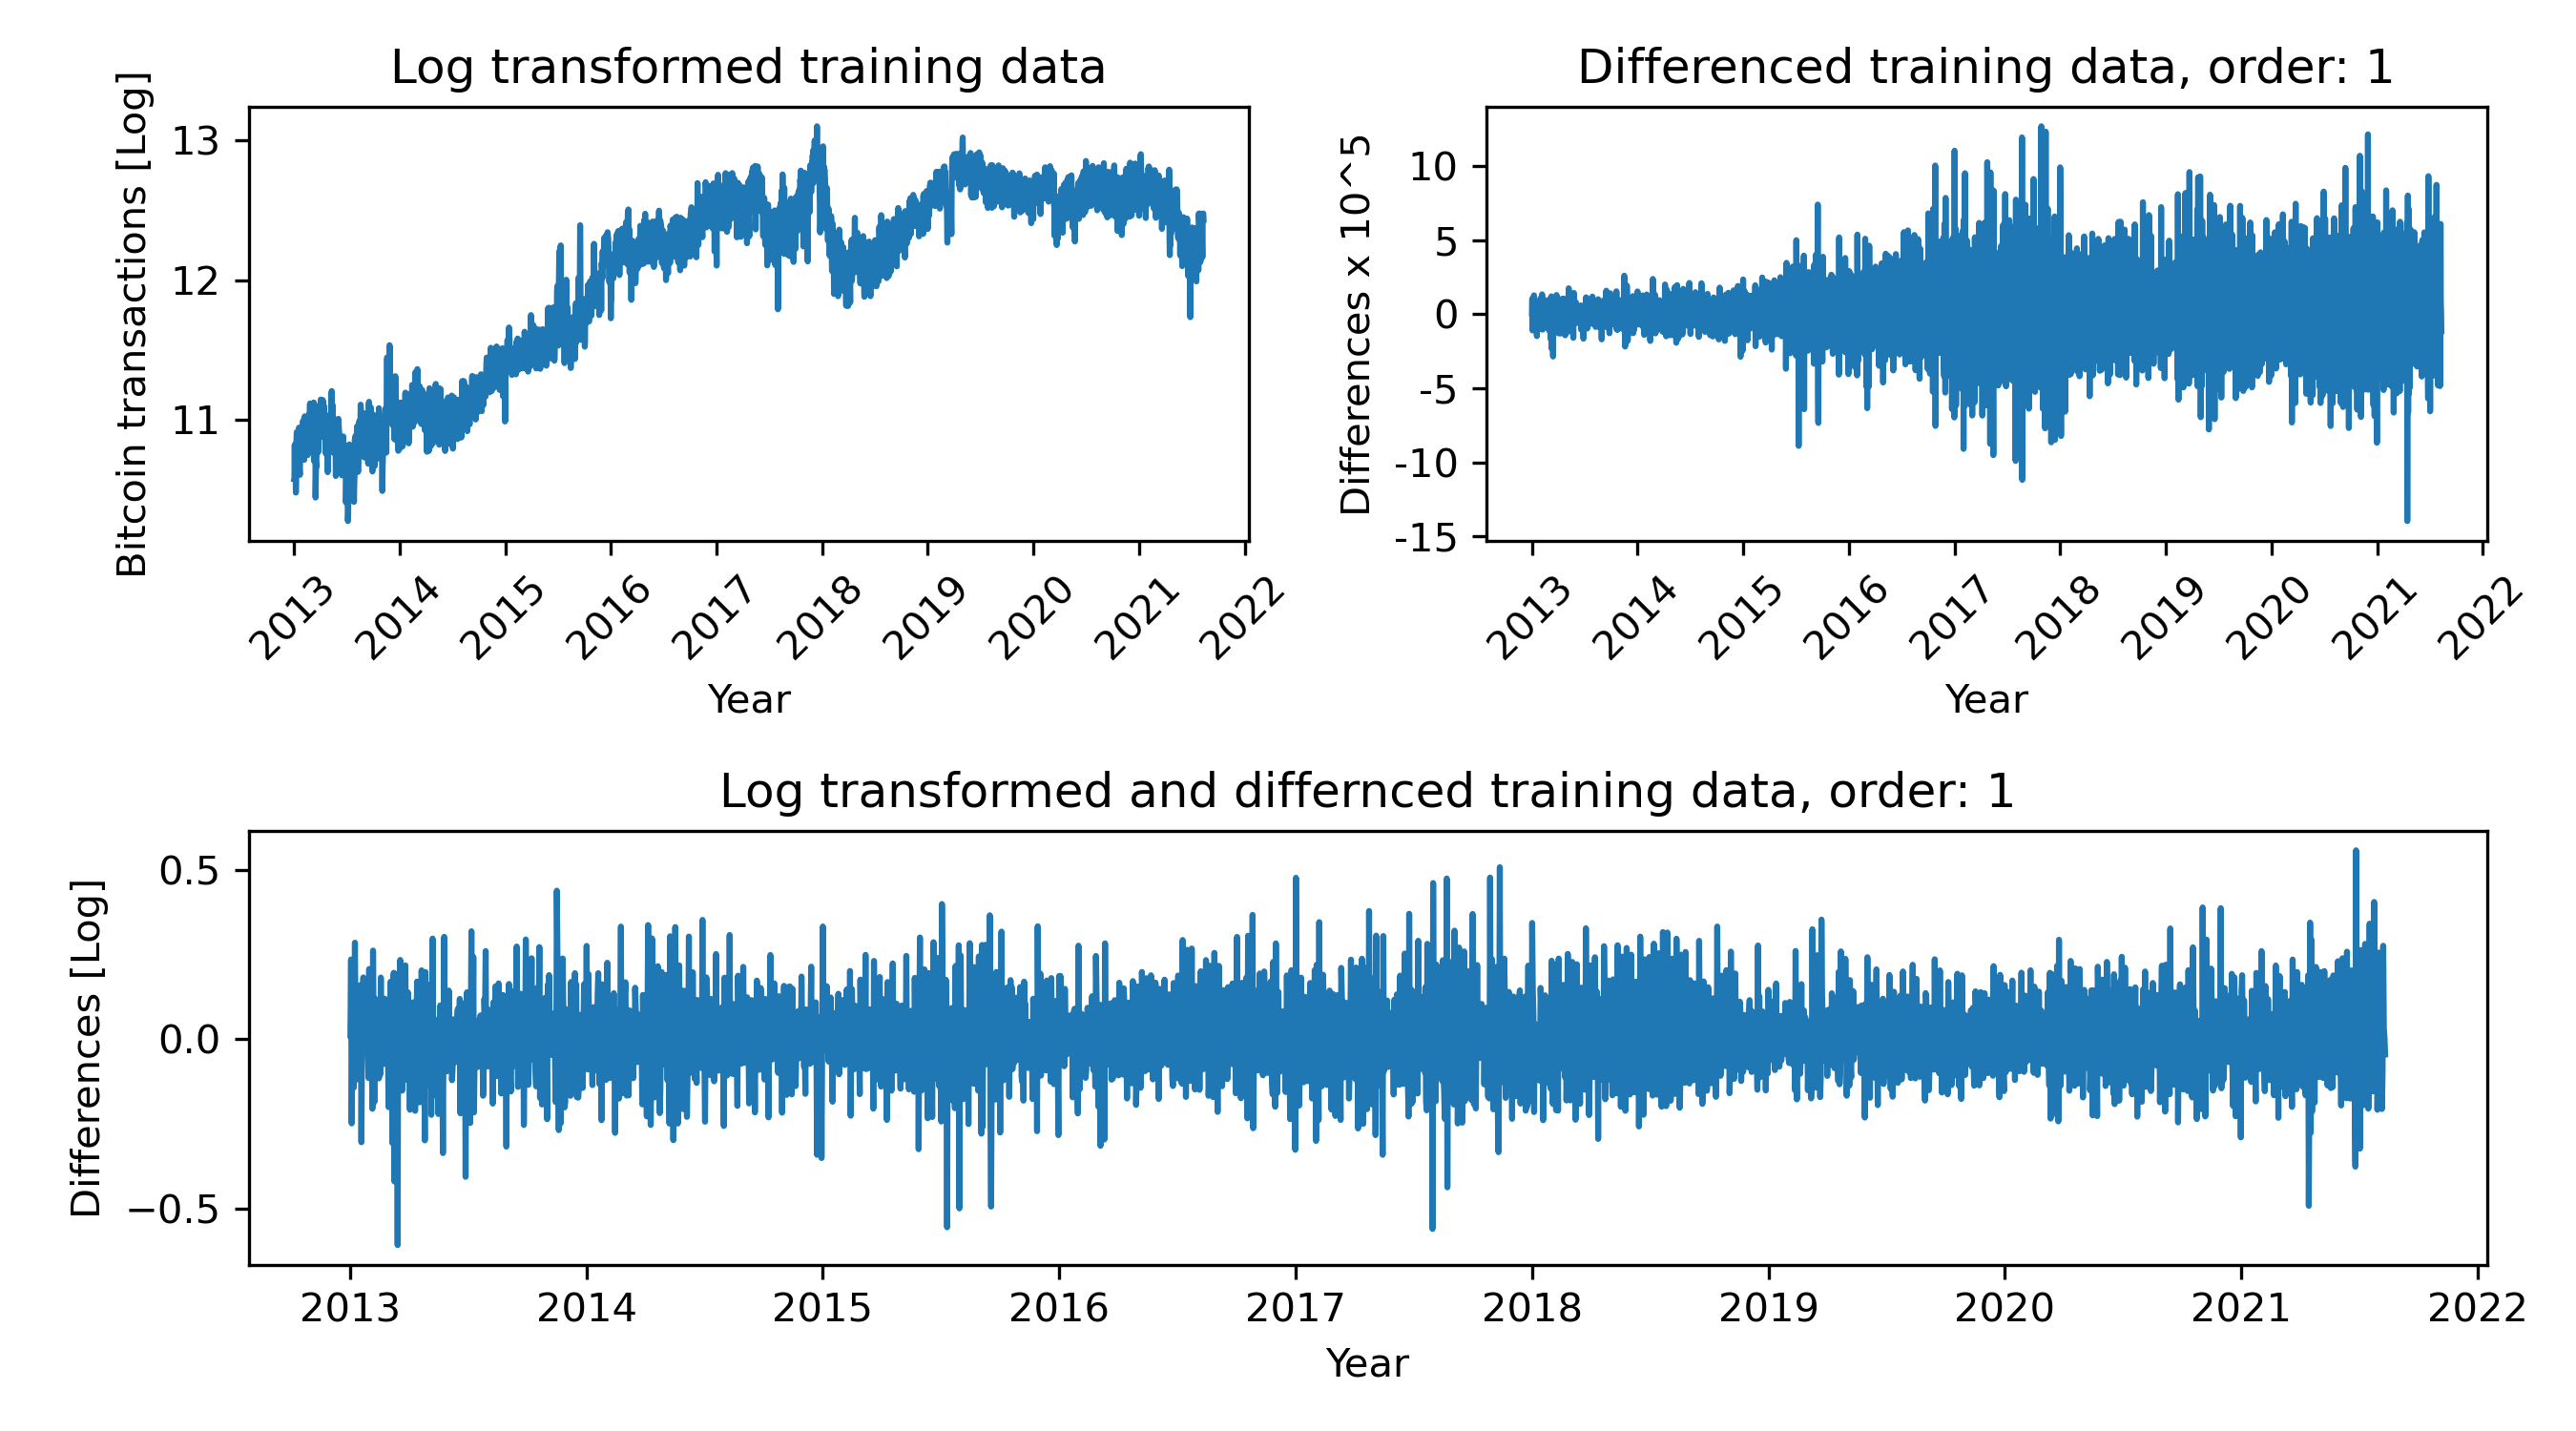 Log transformed training data
Bitcoin transactions [Log]
13
12
11
2013 2014 2015 2016 2017 2018 2019 2020 2021 2022
Year
Differenced training data, order: 1
Differences x 10^5
10
5
0
-5
-10
-15
2013 2014 2015 2016 2017 2018 2019 2020 2021 2022
Year
Log transformed and differnced training data, order: 1
Differences [Log]
0.5
0.0
−0.5
2013 2014 2015 2016 2017 2018 2019 2020 2021 2022
Year